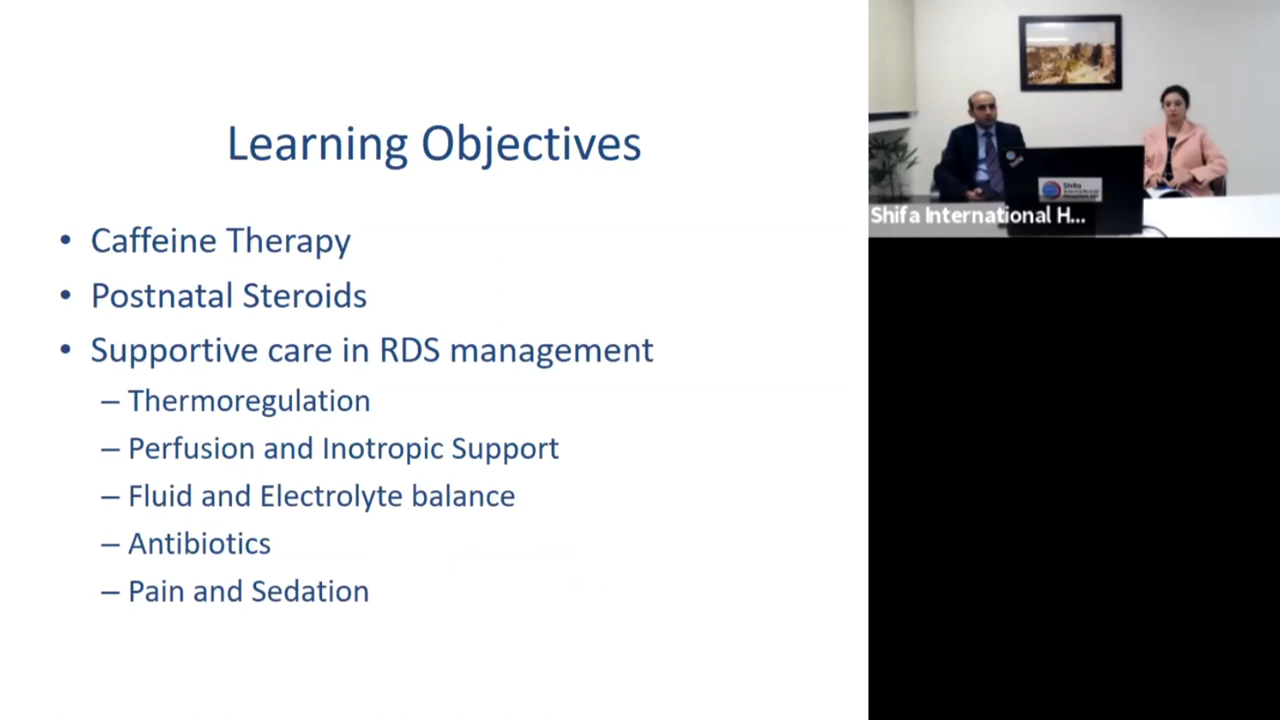 Learning Objectives
• Caffeine Therapy
• Postnatal Steroids
• Supportive care in RDS management
– Thermoregulation
– Perfusion and Inotropic Support
– Fluid and Electrolyte balance
– Antibiotics
– Pain and Sedation
Shifa
Shifa International H...